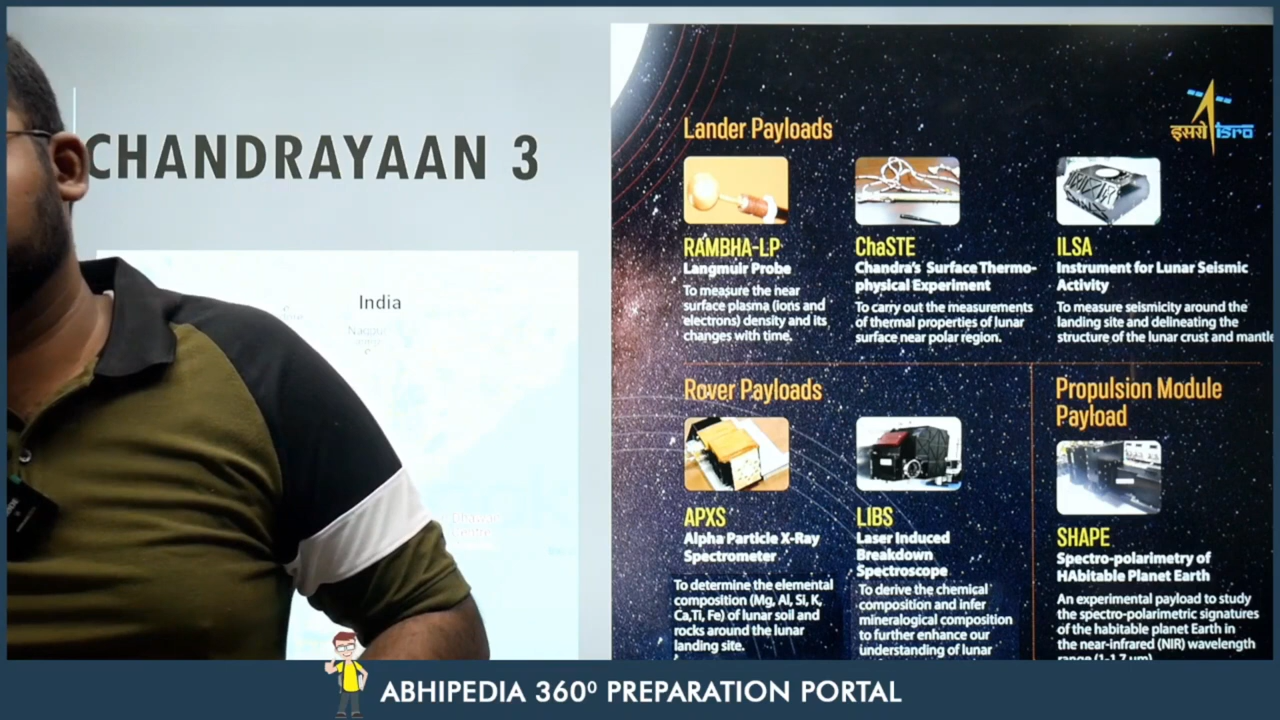 CHANDRAYAAN 3
India
Lander Payloads
इसरो isro
RAMBHA-LP
Langmuir Probe
To measure the near
surface plasma (ions and
electrons) density and its
changes with time.
ChaSTE
Chandra's Surface Thermo-
physical Experiment
To carry out the measurements
of thermal properties of lunar
surface near polar region.
ILSA
Instrument for Lunar Seismic
Activity
To measure seismicity around the
landing site and delineating the
structure of the lunar crust and mantle
Rover Payloads
APXS
Alpha Particle X-Ray
Spectrometer
To determine the elemental
composition (Mg, Al, Si, K,
Ca,Ti, Fe) of lunar soil and
rocks around the lunar
landing site.
LIBS
Laser Induced
Breakdown
Spectroscope
To derive the chemical
composition and infer
mineralogical composition
to further enhance our
understanding of lunar
Propulsion Module
Payload
SHAPE
Spectro-polarimetry of
HAbitable Planet Earth
An experimental payload to study
the spectro-polarimetric signatures
of the habitable planet Earth in
the near-infrared (NIR) wavelength
range (1-1.7 μm)
ABHIPEDIA 360⁰ PREPARATION PORTAL